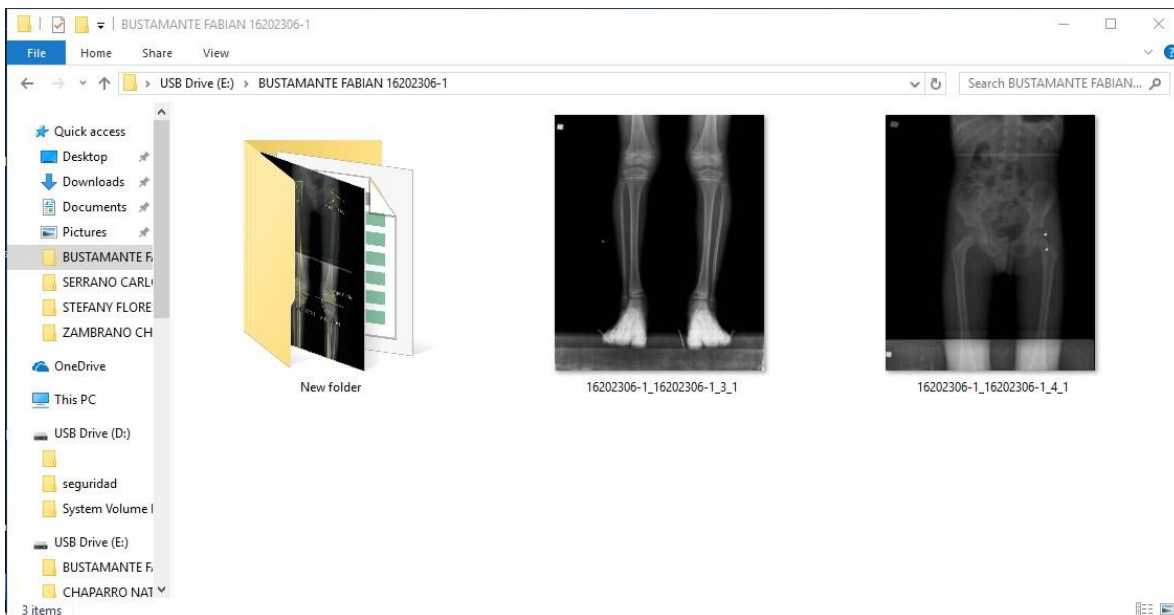 BUSTAMANTE FABIAN 16202306-1
File Home Share View
USB Drive (E:) > BUSTAMANTE FABIAN 16202306-1
Search BUSTAMANTE FABIAN...
Quick access
Desktop
Downloads
Documents
Pictures
BUSTAMANTE FA
SERRANO CARL
STEFANY FLORE
ZAMBRANO CH
OneDrive
This PC
USB Drive (D:)
seguridad
System Volume
USB Drive (E:)
BUSTAMANTE FA
CHAPARRO NAT
New folder
16202306-1_16202306-1_3_1
16202306-1_16202306-1_4_1
3 items